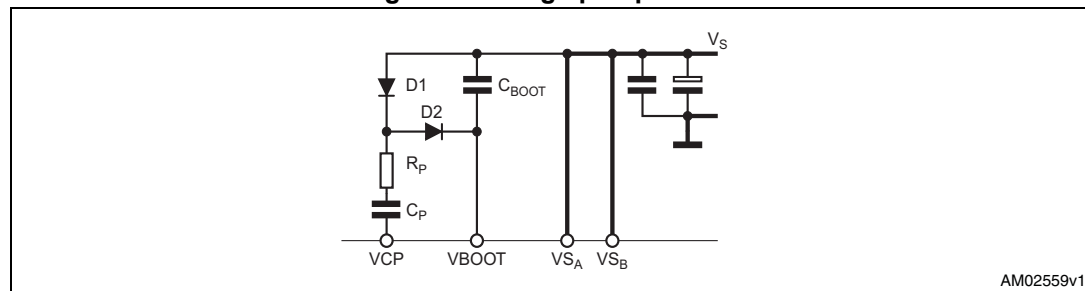 V_S
D1
C_BOOT
D2
R_P
C_P
VCP VBOOT VS_A VS_B
AM02559v1